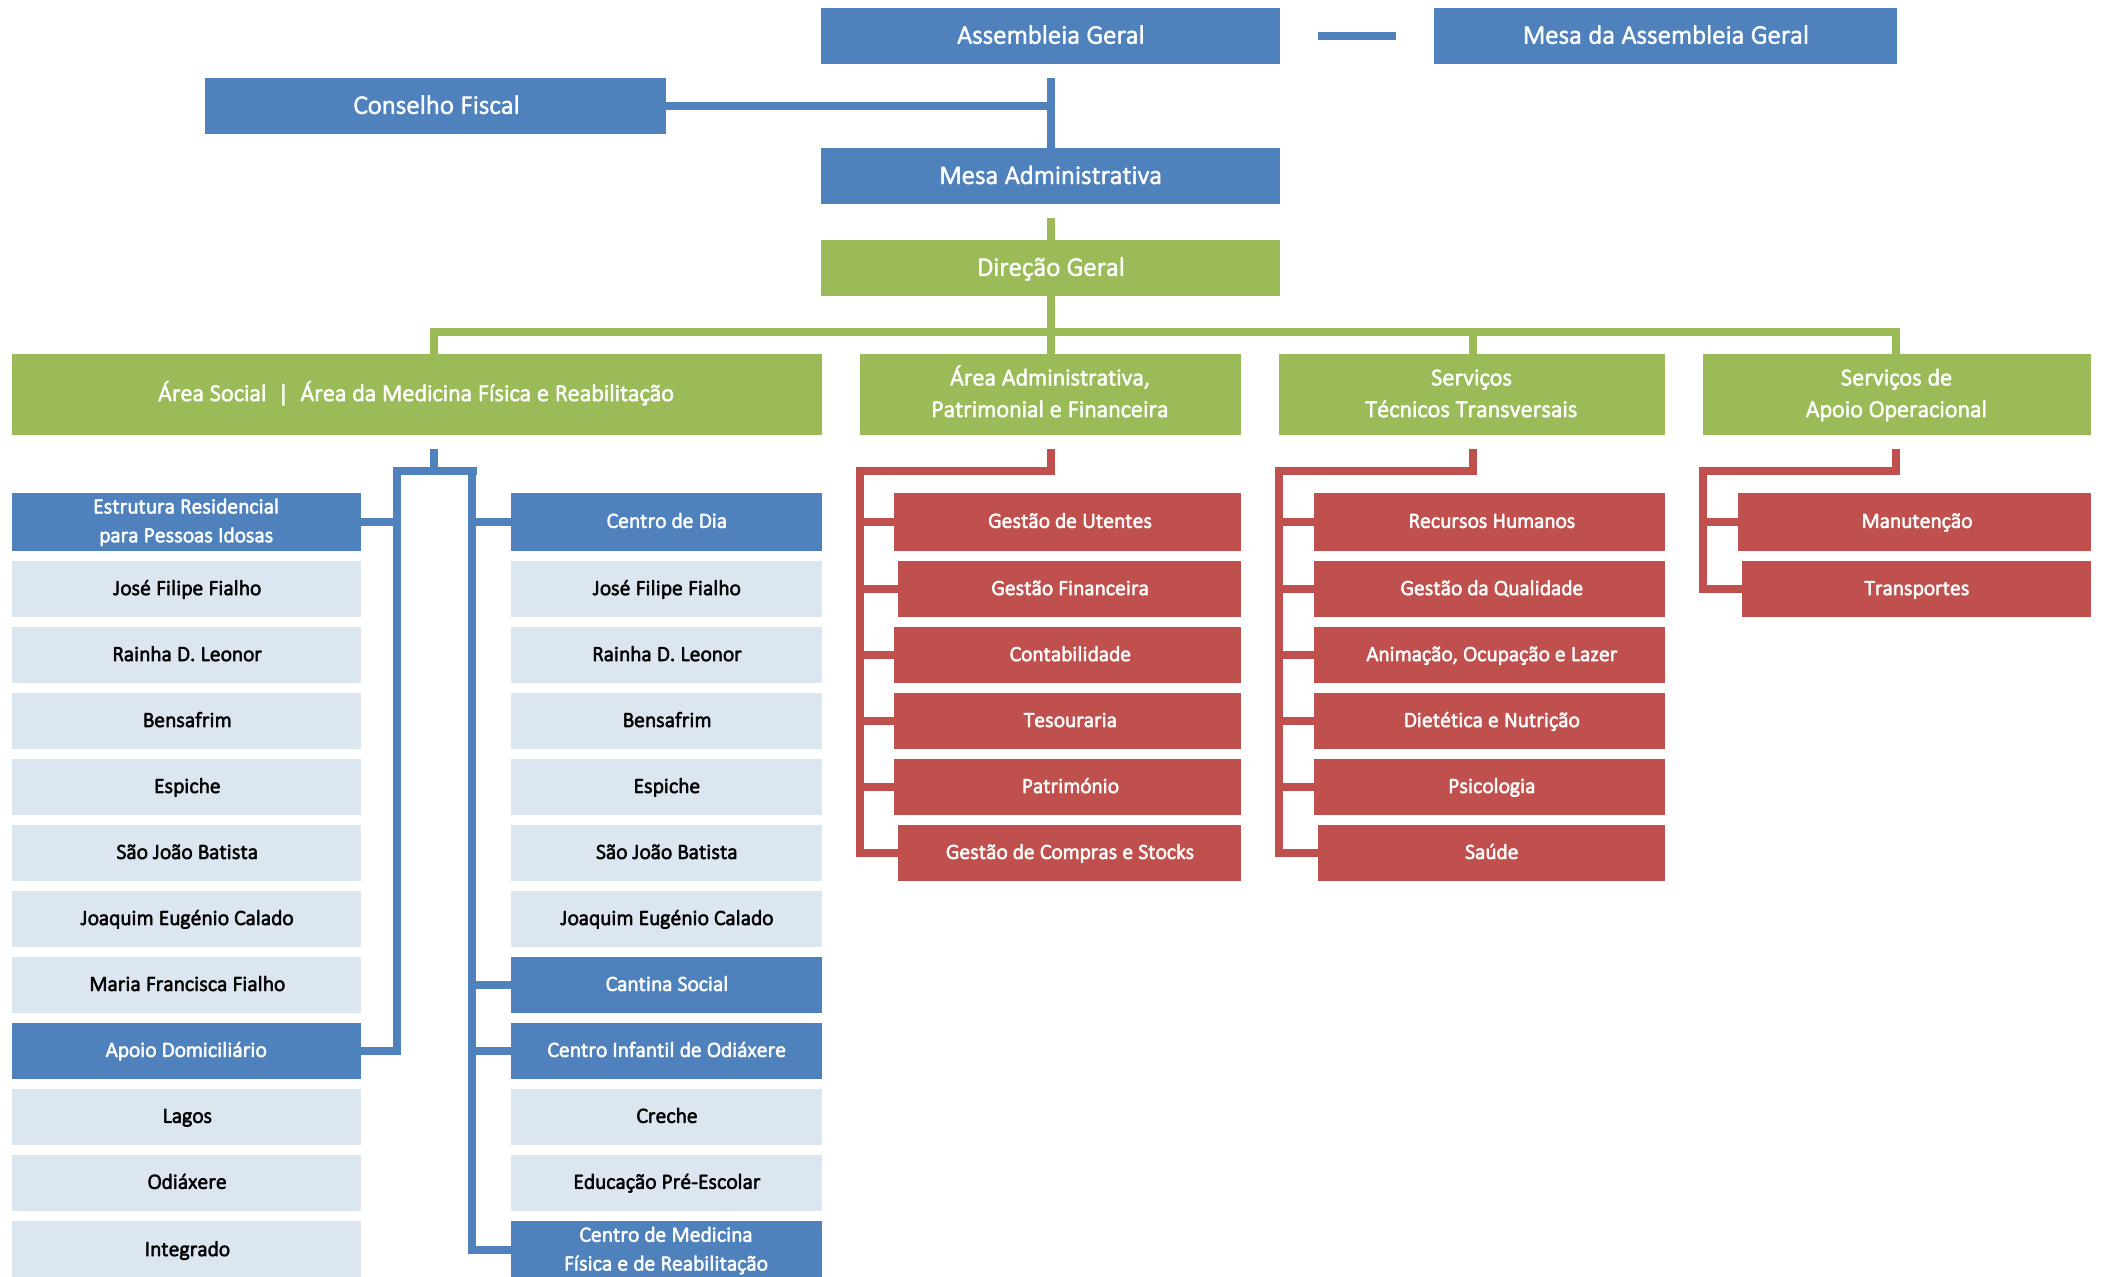 Assembleia Geral
Mesa da Assembleia Geral
Conselho Fiscal
Mesa Administrativa
Direção Geral
Área Social | Área da Medicina Física e Reabilitação
Estrutura Residencial
para Pessoas Idosas
José Filipe Fialho
Rainha D. Leonor
Bensafrim
Espiche
São João Batista
Joaquim Eugénio Calado
Maria Francisca Fialho
Apoio Domiciliário
Lagos
Odiáxere
Integrado
Centro de Dia
José Filipe Fialho
Rainha D. Leonor
Bensafrim
Espiche
São João Batista
Joaquim Eugénio Calado
Cantina Social
Centro Infantil de Odiáxere
Creche
Educação Pré-Escolar
Centro de Medicina
Física e de Reabilitação
Área Administrativa,
Patrimonial e Financeira
Gestão de Utentes
Gestão Financeira
Contabilidade
Tesouraria
Património
Gestão de Compras e Stocks
Serviços
Técnicos Transversais
Recursos Humanos
Gestão da Qualidade
Animação, Ocupação e Lazer
Dietética e Nutrição
Psicologia
Saúde
Serviços de
Apoio Operacional
Manutenção
Transportes